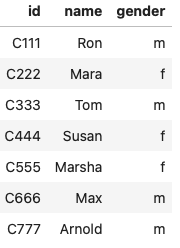 id name gender
C111 Ron m
C222 Mara f
C333 Tom m
C444 Susan f
C555 Marsha f
C666 Max m
C777 Arnold m